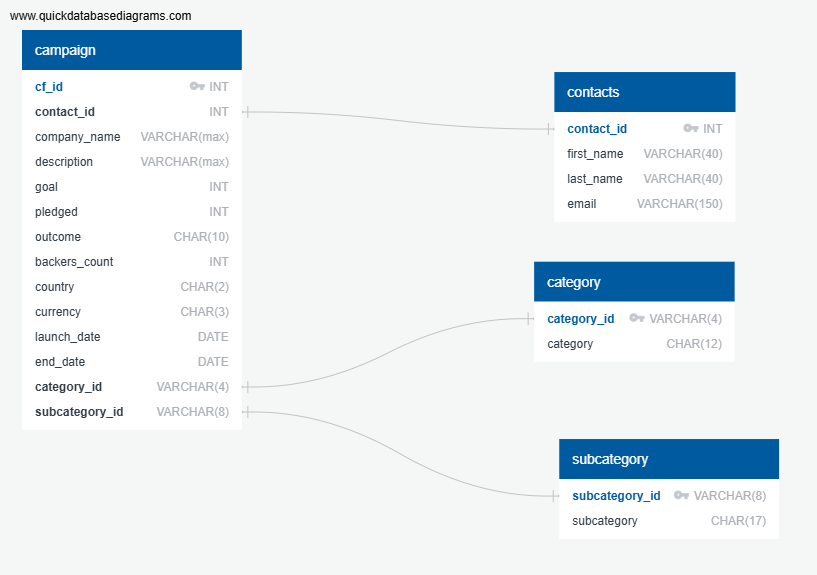 www.quickdatabasediagrams.com
campaign
cf_id INT
contact_id INT
company_name VARCHAR(max)
description VARCHAR(max)
goal INT
pledged INT
outcome CHAR(10)
backers_count INT
country CHAR(2)
currency CHAR(3)
launch_date DATE
end_date DATE
category_id VARCHAR(4)
subcategory_id VARCHAR(8)
contacts
contact_id INT
first_name VARCHAR(40)
last_name VARCHAR(40)
email VARCHAR(150)
category
category_id VARCHAR(4)
category CHAR(12)
subcategory
subcategory_id VARCHAR(8)
subcategory CHAR(17)